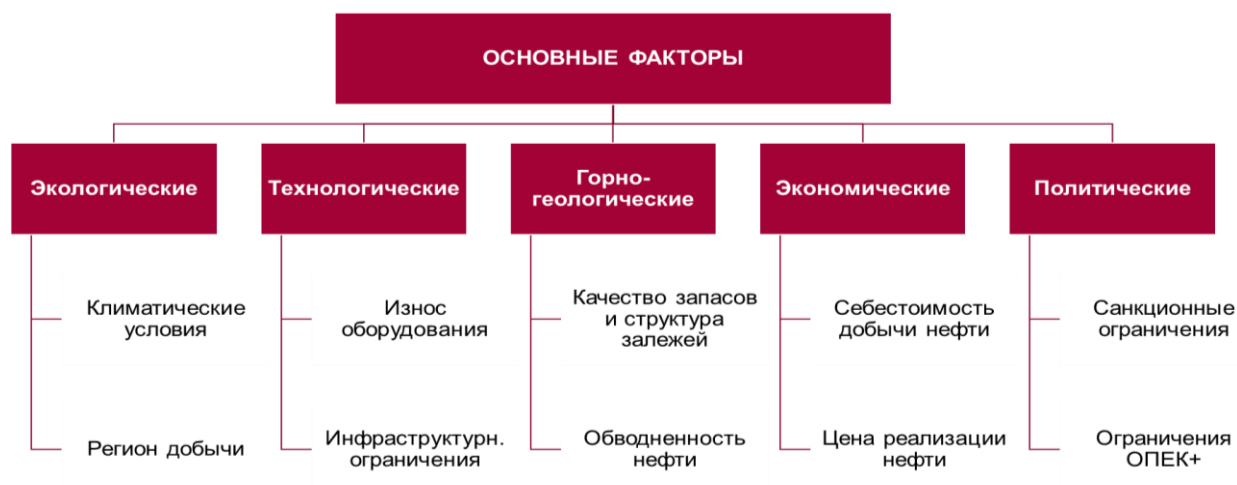 ОСНОВНЫЕ ФАКТОРЫ
Экологические
Технологические
Горно-
геологические
Экономические
Политические
Климатические
условия
Износ
оборудования
Качество запасов
и структура
залежей
Себестоимость
добычи нефти
Санкционные
ограничения
Регион добычи
Инфраструктурн.
ограничения
Обводненность
нефти
Цена реализации
нефти
Ограничения
ОПЕК+